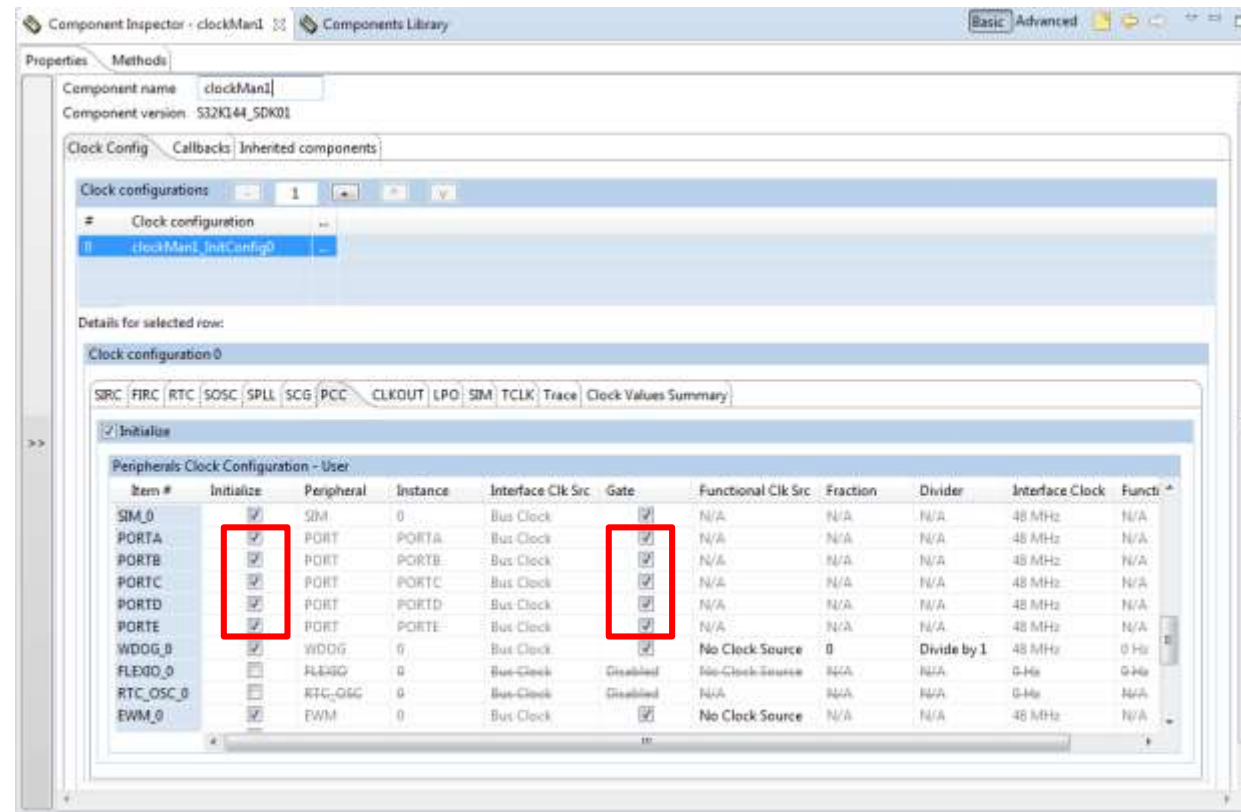 Component Inspector - clockMan1 Components Library Basic Advanced
Properties Methods
Component name clockMan1
Component version S32K144_SDK01
Clock Config Callbacks Inherited components
Clock configurations - 1 + ^ v
# Clock configuration ...
0 clockMan1_InitConfig0 ...
Details for selected row:
Clock configuration 0
SIRC FIRC RTC SOSC SPLL SCG PCC CLKOUT LPO SIM TCLK Trace Clock Values Summary
Initialize
>>
Peripherals Clock Configuration - User
Item # Initialize Peripheral Instance Interface Clk Src Gate Functional Clk Src Fraction Divider Interface Clock Functi
SIM_0 SIM 0 Bus Clock N/A N/A N/A 48 MHz N/A
PORTA PORT PORTA Bus Clock N/A N/A N/A 48 MHz N/A
PORTB PORT PORTB Bus Clock N/A N/A N/A 48 MHz N/A
PORTC PORT PORTC Bus Clock N/A N/A N/A 48 MHz N/A
PORTD PORT PORTD Bus Clock N/A N/A N/A 48 MHz N/A
PORTE PORT PORTE Bus Clock N/A N/A N/A 48 MHz N/A
WDOG_0 WDOG 0 Bus Clock No Clock Source 0 Divide by 1 48 MHz 0 Hz
FLEXIO_0 FLEXIO 0 Bus Clock Disabled No Clock Source N/A N/A 0 Hz 0 Hz
RTC_OSC_0 RTC_OSC 0 Bus Clock Disabled N/A N/A N/A 0 Hz N/A
EWM_0 EWM 0 Bus Clock No Clock Source N/A N/A 48 MHz N/A